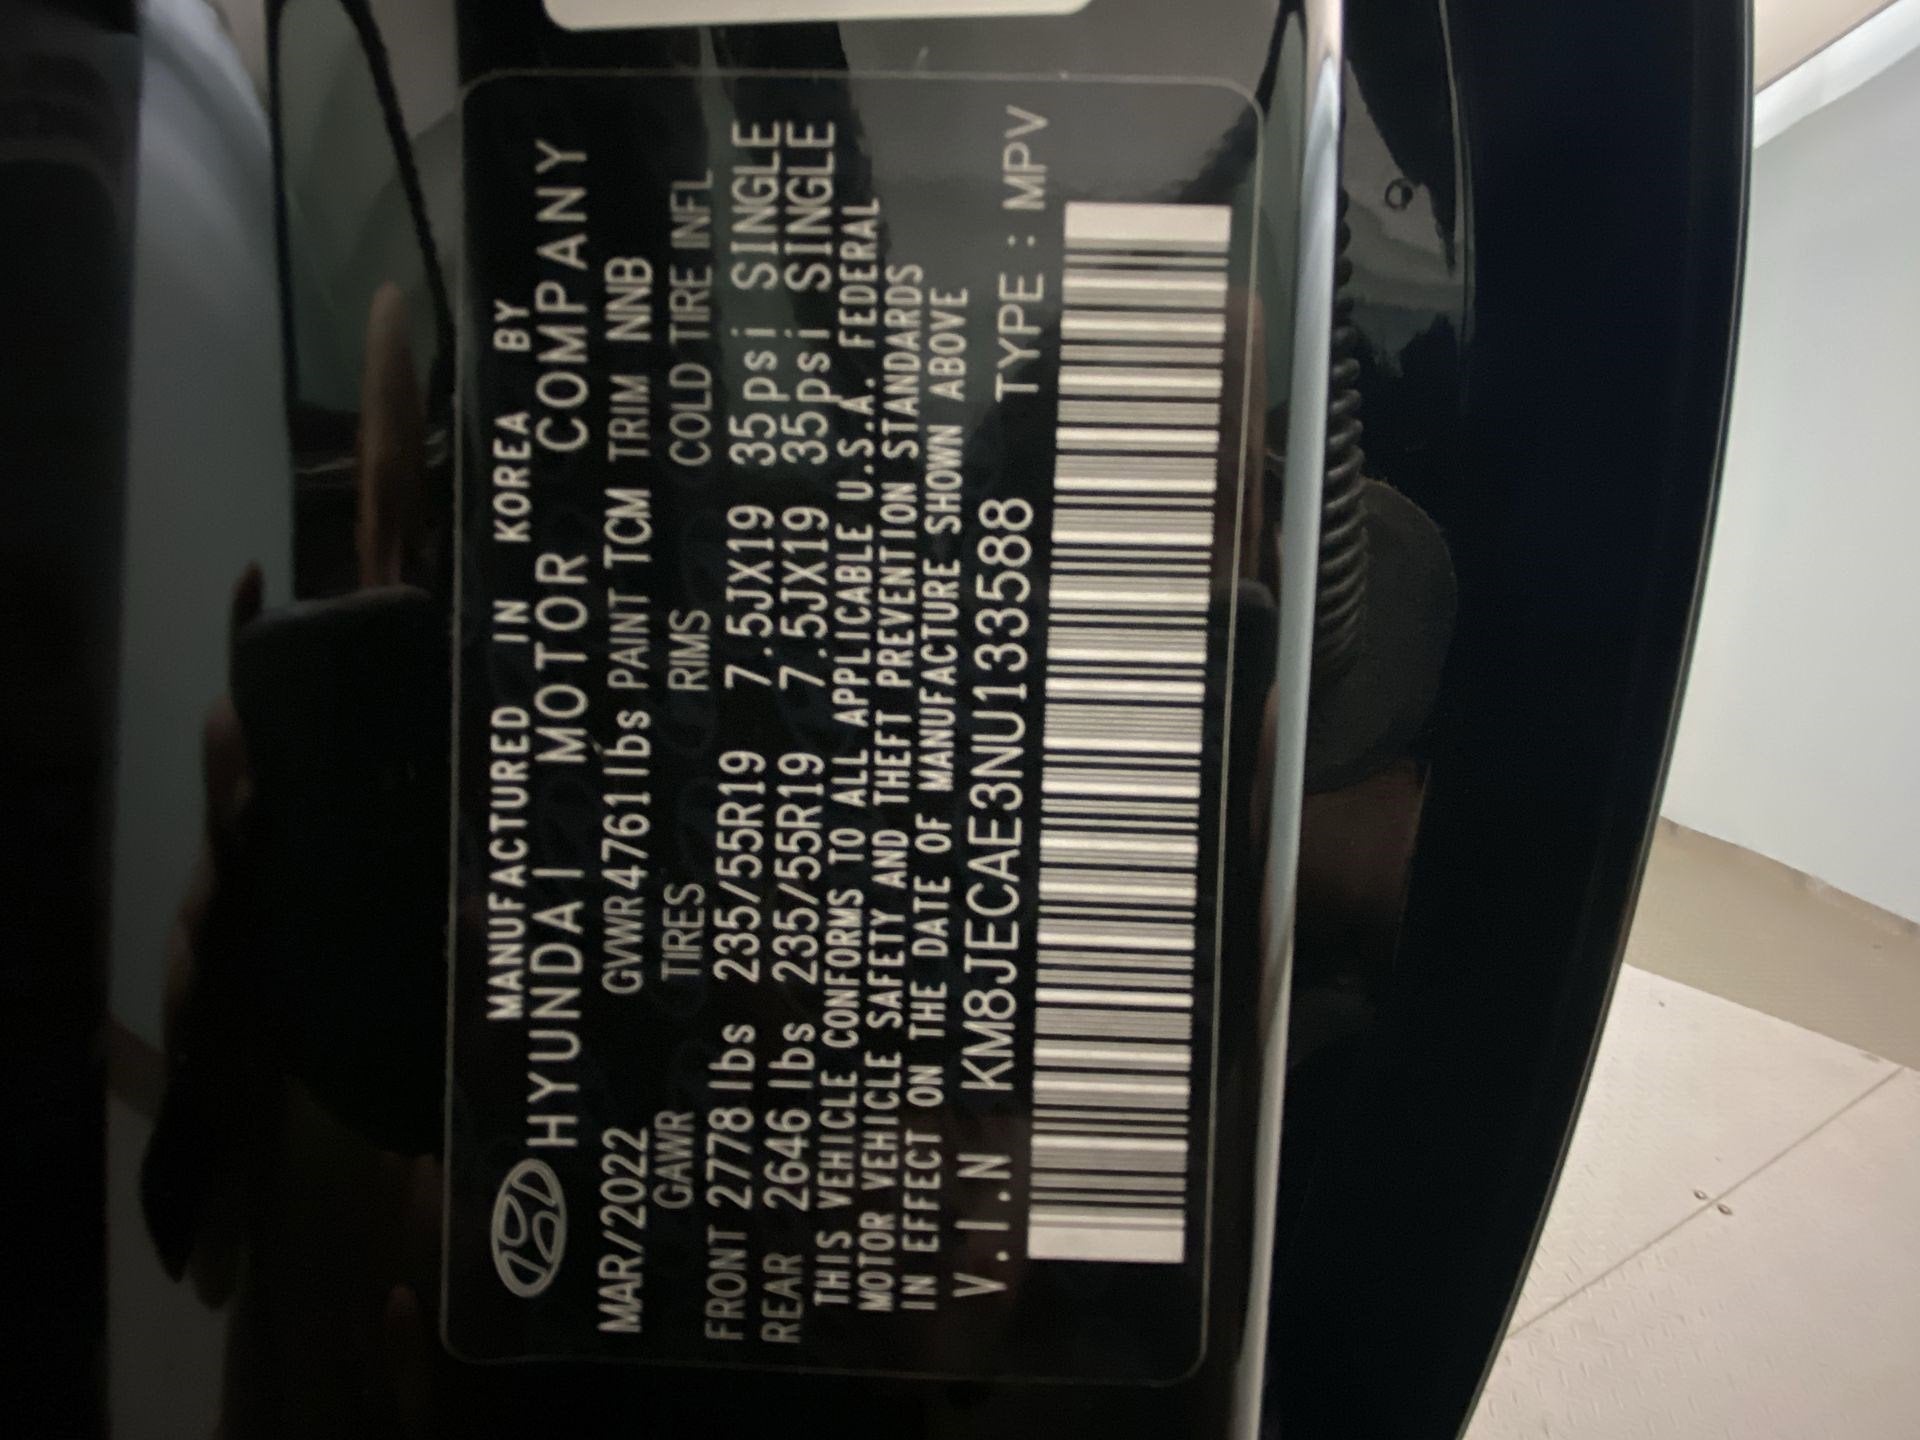 MANUFACTURED IN KOREA BY
HYUNDAI MOTOR COMPANY
MAR/2022 GVWR 4761 lbs PAINT TCM TRIM NNB
GAWR TIRES RIMS COLD TIRE INFL
FRONT 2778 lbs 235/55R19 7.5JX19 35psi SINGLE
REAR 2646 lbs 235/55R19 7.5JX19 35psi SINGLE
THIS VEHICLE CONFORMS TO ALL APPLICABLE U.S.A. FEDERAL
MOTOR VEHICLE SAFETY AND THEFT PREVENTION STANDARDS
IN EFFECT ON THE DATE OF MANUFACTURE SHOWN ABOVE
V.I.N KM8JECAE3NU133588 TYPE : MPV